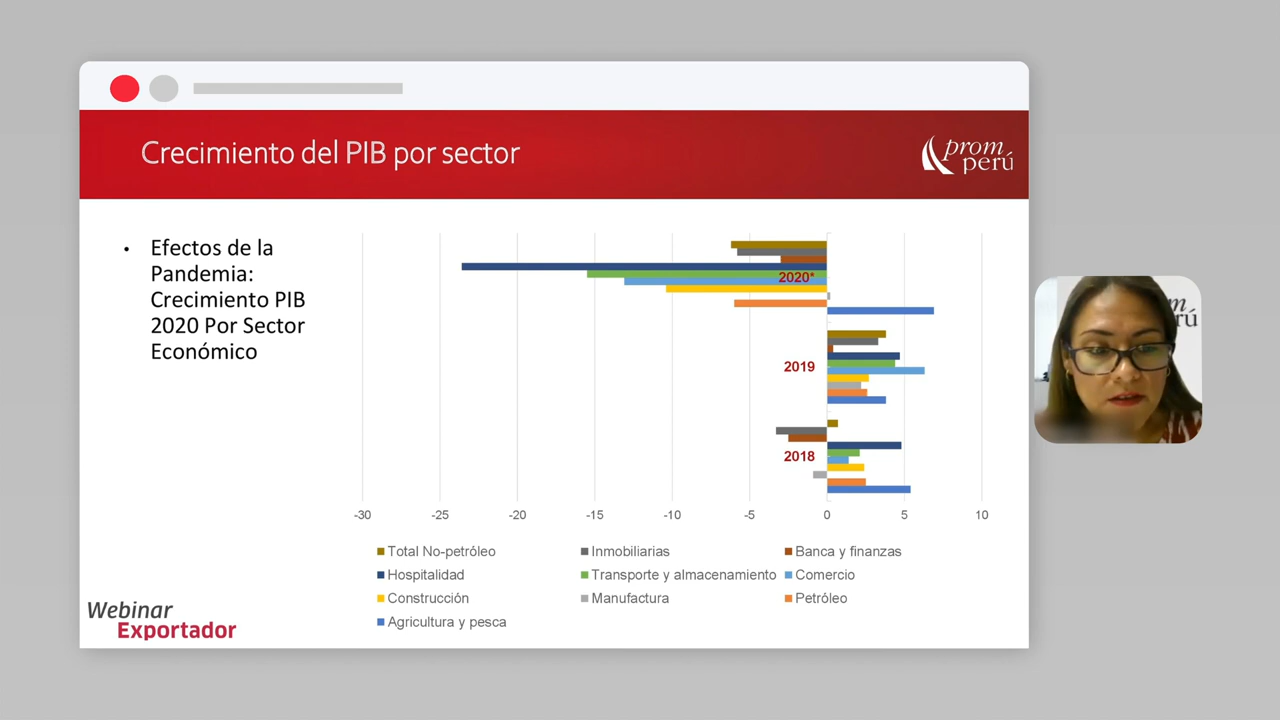 Crecimiento del PIB por sector
prom
perú
• Efectos de la
Pandemia:
Crecimiento PIB
2020 Por Sector
Económico
2020*
2019
2018
-30 -25 -20 -15 -10 -5 0 5 10
Total No-petróleo Inmobiliarias Banca y finanzas
Hospitalidad Transporte y almacenamiento Comercio
Construcción Manufactura Petróleo
Agricultura y pesca
Webinar
Exportador